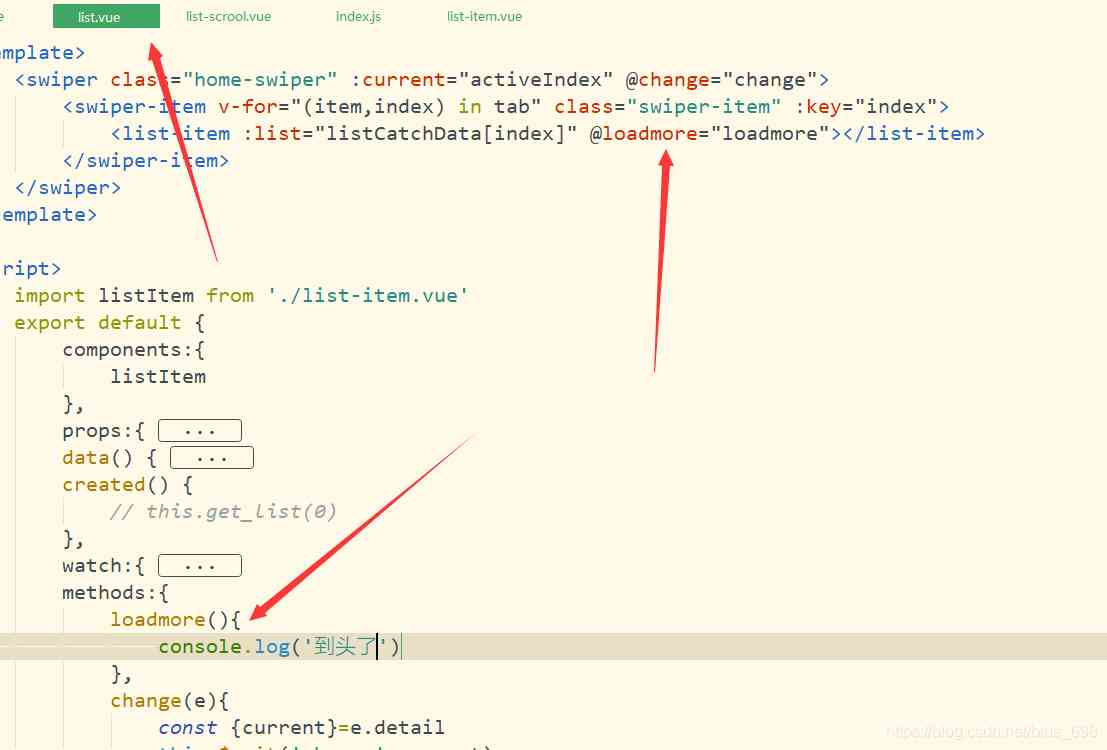 e list.vue list-scrool.vue index.js list-item.vue
mplate>
<swiper class="home-swiper" :current="activeIndex" @change="change">
<swiper-item v-for="(item,index) in tab" class="swiper-item" :key="index">
<list-item :list="listCatchData[index]" @loadmore="loadmore"></list-item>
</swiper-item>
</swiper>
emplate>
ript>
import listItem from './list-item.vue'
export default {
components:{
listItem
},
props:{ ...
data() { ...
created() {
// this.get_list(0)
},
watch:{ ...
methods:{
loadmore(){
console.log('到头了')
},
change(e){
const {current}=e.detail
https://blog.csdn.net/blue_698